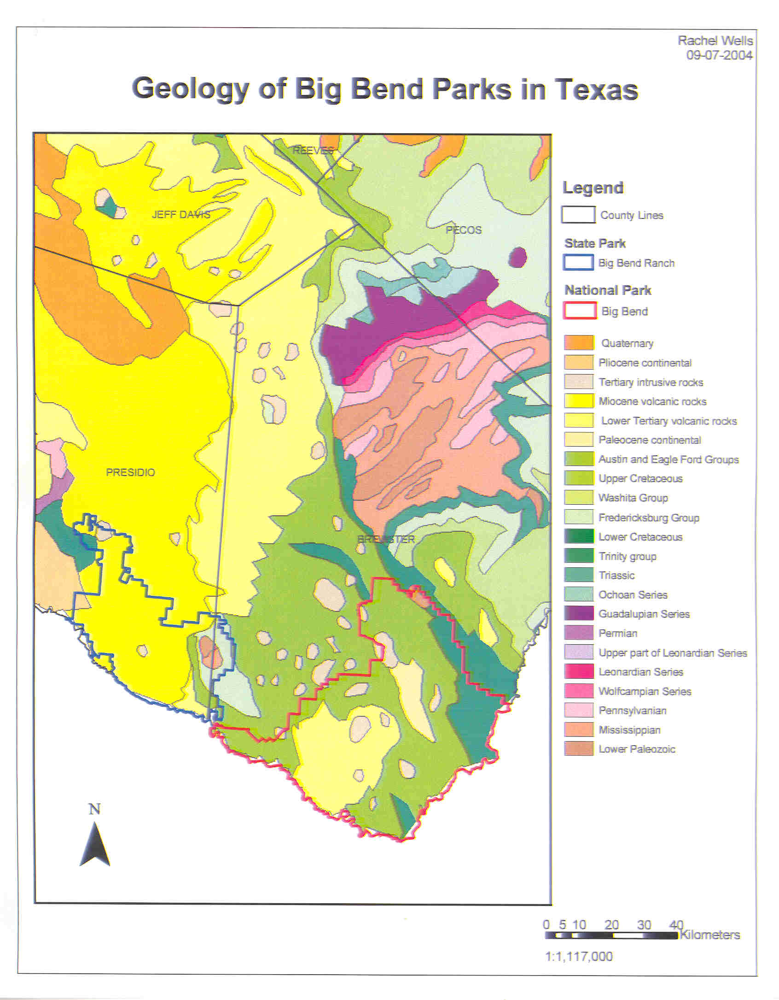 Rachel Wells
09-07-2004
Geology of Big Bend Parks in Texas
REEVES
JEFF DAVIS
PECOS
PRESIDIO
BREWSTER
N
Legend
County Lines
State Park
Big Bend Ranch
National Park
Big Bend
Quaternary
Pliocene continental
Tertiary intrusive rocks
Miocene volcanic rocks
Lower Tertiary volcanic rocks
Paleocene continental
Austin and Eagle Ford Groups
Upper Cretaceous
Washita Group
Fredericksburg Group
Lower Cretaceous
Trinity group
Triassic
Ochoan Series
Guadalupian Series
Permian
Upper part of Leonardian Series
Leonardian Series
Wolfcampian Series
Pennsylvanian
Mississippian
Lower Paleozoic
0 5 10 20 30 40
Kilometers
1:1,117,000